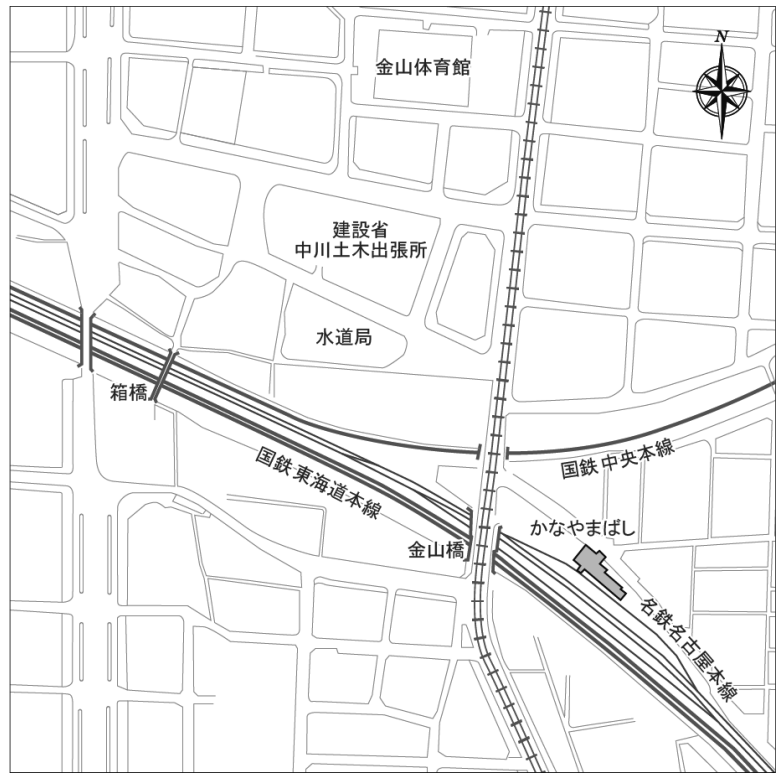 N
金山体育館
建設省
中川土木出張所
水道局
箱橋
国鉄東海道本線
国鉄中央本線
かなやまばし
金山橋
名鉄名古屋本線